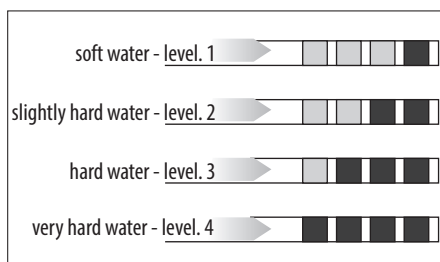 soft water - level. 1
slightly hard water - level. 2
hard water - level. 3
very hard water - level. 4